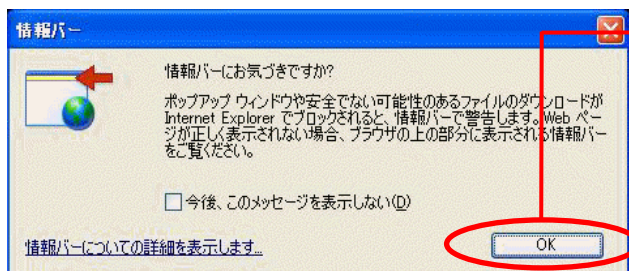 情報バー
情報バーにお気づきですか?
ポップアップ ウィンドウや安全でない可能性のあるファイルのダウンロードが
Internet Explorer でブロックされると、情報バーで警告します。Web ペー
ジが正しく表示されない場合、ブラウザの上の部分に表示される情報バー
をご覧ください。
今後、このメッセージを表示しない(D)
情報バーについての詳細を表示します...
OK